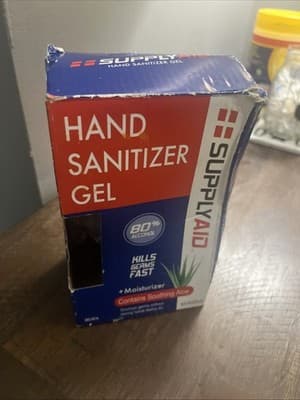 SUPPLYAID
HAND SANITIZER GEL
HAND
SANITIZER
GEL
SUPPLYAID
80%
ALCOHOL
KILLS
GERMS
FAST
+Moisturizer
Contains Soothing Aloe